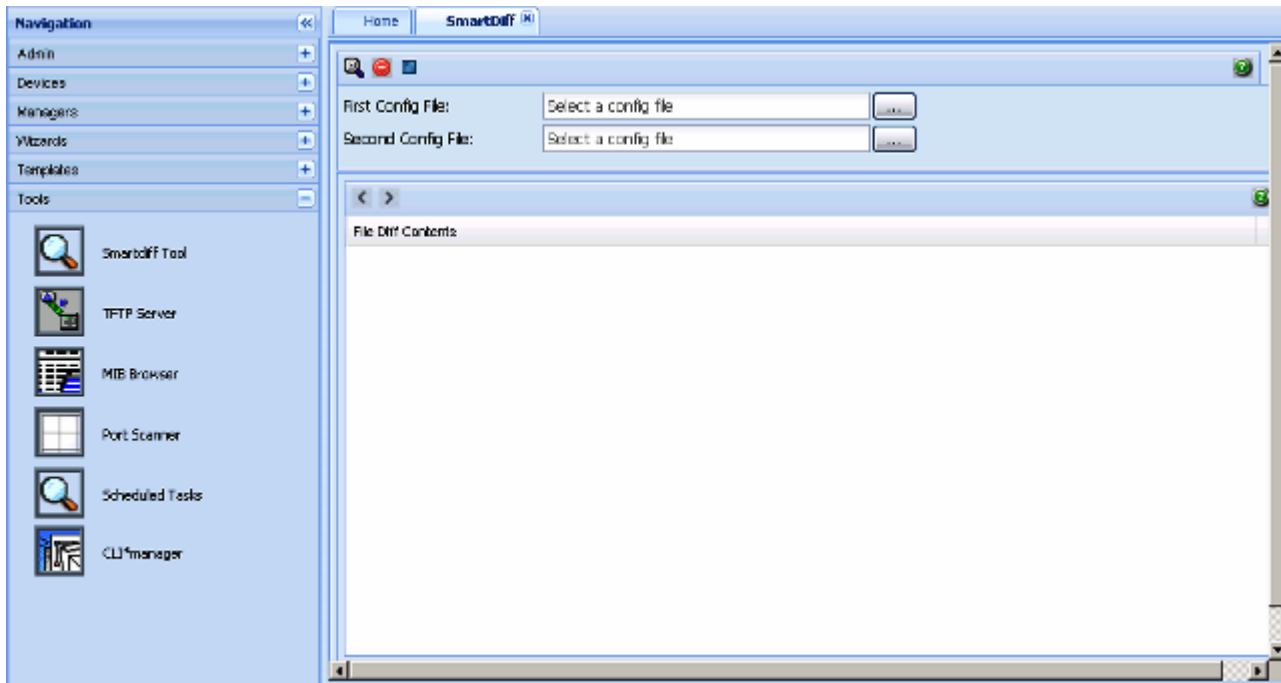 Navigation
Home
SmartDiff
Admin
Devices
Managers
First Config File:
Select a config file
...
Wizards
Second Config File:
Select a config file
...
Templates
Tools
File Diff Contents
Smartdiff Tool
TFTP Server
MIB Browser
Port Scanner
Scheduled Tasks
CLI*manager